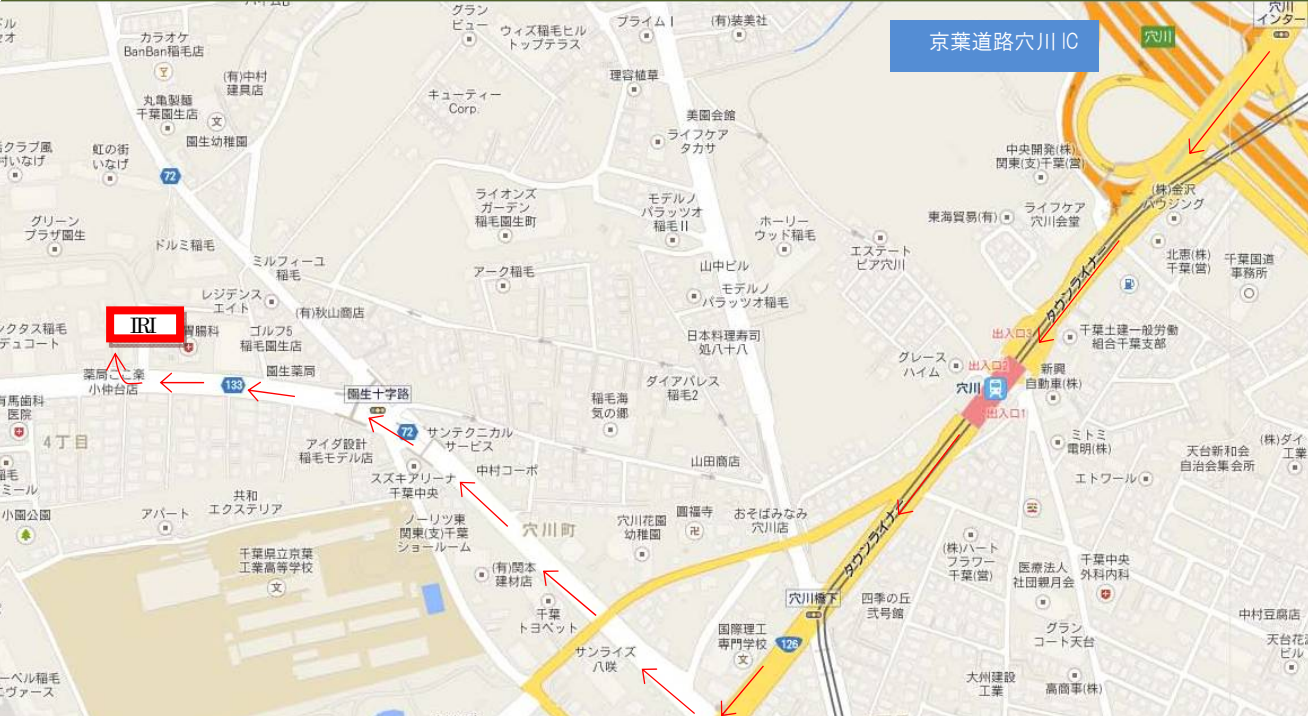 カラオケ
BanBan稲毛店
グラン
ビュー
ウィズ稲毛ヒル
トップテラス
プライム I
(有)装美社
京葉道路穴川 IC
穴川
穴川
インター
(有)中村
建具店
丸亀製麺
千葉園生店
園生幼稚園
キューティー
Corp.
理容植草
美園会館
ライフケア
タカサ
虹の街
いなげ
72
中央開発(株)
関東(支)千葉(営)
(株)金沢
ハウジング
ライオンズ
ガーデン
稲毛園生町
モデルノ
パラッツオ
稲毛 II
ホーリー
ウッド稲毛
東海貿易(有)
ライフケア
穴川会堂
グリーン
プラザ園生
ドルミ稲毛
ミルフィーユ
稲毛
アーク稲毛
山中ビル
エステート
ピア穴川
北恵(株)
千葉(営)
千葉国道
事務所
タウンライナー
レジデンス
エイト
(有)秋山商店
モデルノ
パラッツオ稲毛
IRI
胃腸科
ゴルフ5
稲毛園生店
日本料理寿司
処八十八
出入口3
千葉土建一般労働
組合千葉支部
グレース
ハイム
出入口2
穴川
新興
自動車(株)
出入口1
薬局ここ楽
小仲台店
133
園生薬局
園生十字路
稲毛海
気の郷
ダイアパレス
稲毛2
有馬歯科
医院
4丁目
アイダ設計
稲毛モデル店
72
サンテクニカル
サービス
中村コーポ
山田商店
ミトミ
電明(株)
天台新和会
自治会集会所
(株)ダイ
工業
スズキアリーナ
千葉中央
エトワール
小園公園
アパート
共和
エクステリア
ノーリツ東
関東(支)千葉
ショールーム
穴川町
穴川花園
幼稚園
圓福寺
おそばみなみ
穴川店
タウンライナー
千葉県立京葉
工業高等学校
(有)関本
建材店
(株)ハート
フラワー
千葉(営)
医療法人
社団親月会
千葉中央
外科内科
千葉
トヨペット
穴川橋下
四季の丘
弐号館
中村豆腐店
国際理工
専門学校
126
グラン
コート天台
サンライズ
八咲
大州建設
工業
高商事(株)